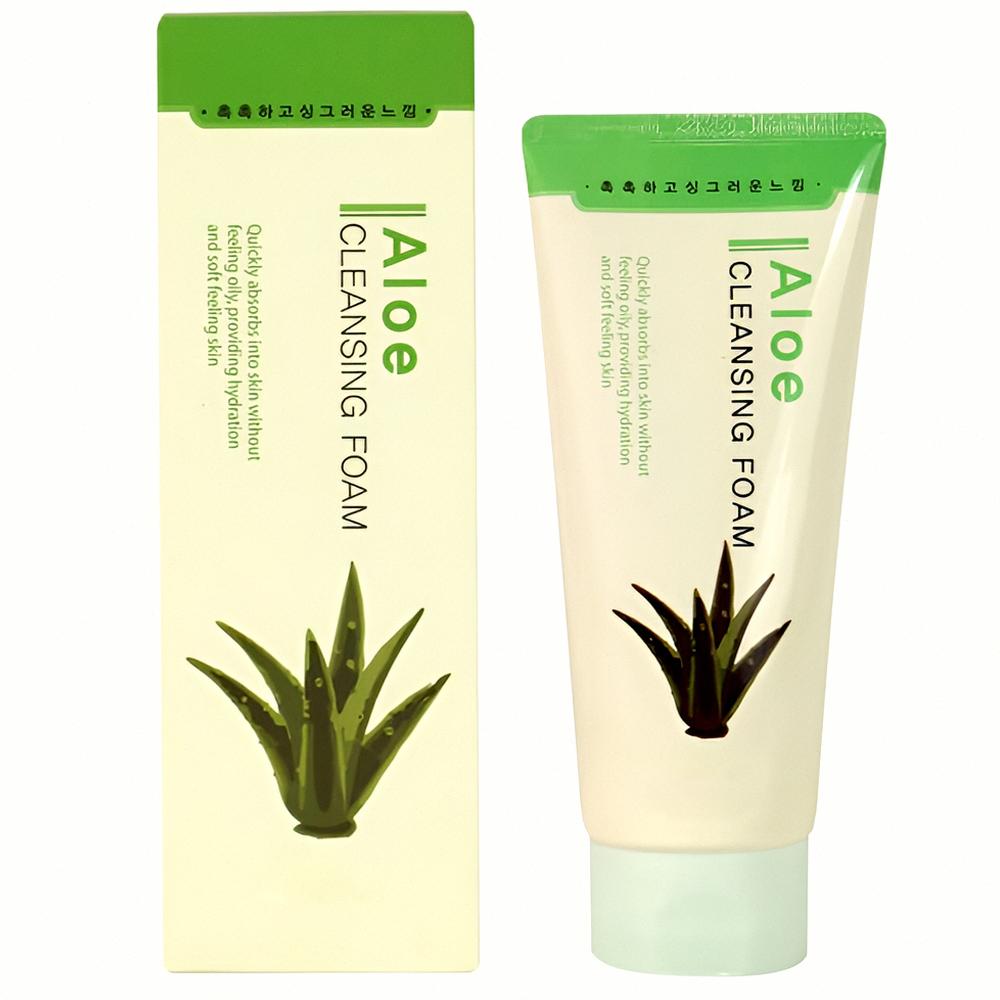 촉촉하고싱그러운느낌
Aloe
CLEANSING FOAM
Quickly absorbs into skin without
feeling oily, providing hydration
and soft feeling skin
촉촉하고싱그러운느낌
Aloe
CLEANSING FOAM
Quickly absorbs into skin without
feeling oily, providing hydration
and soft feeling skin